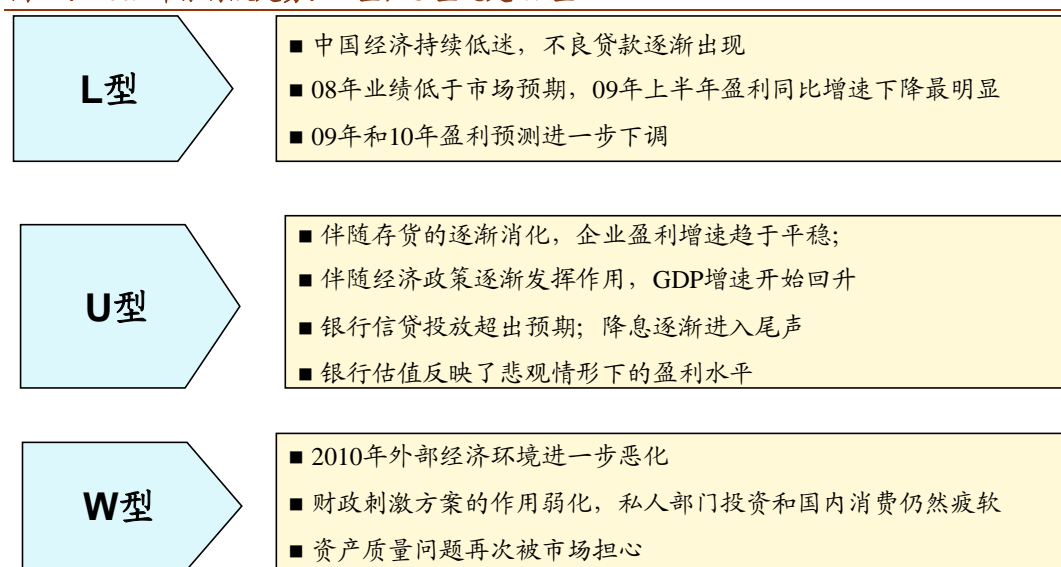 L型
■ 中国经济持续低迷，不良贷款逐渐出现
■ 08年业绩低于市场预期，09年上半年盈利同比增速下降最明显
■ 09年和10年盈利预测进一步下调
U型
■ 伴随存货的逐渐消化，企业盈利增速趋于平稳;
■ 伴随经济政策逐渐发挥作用，GDP增速开始回升
■ 银行信贷投放超出预期；降息逐渐进入尾声
■ 银行估值反映了悲观情形下的盈利水平
W型
■ 2010年外部经济环境进一步恶化
■ 财政刺激方案的作用弱化，私人部门投资和国内消费仍然疲软
■ 资产质量问题再次被市场担心